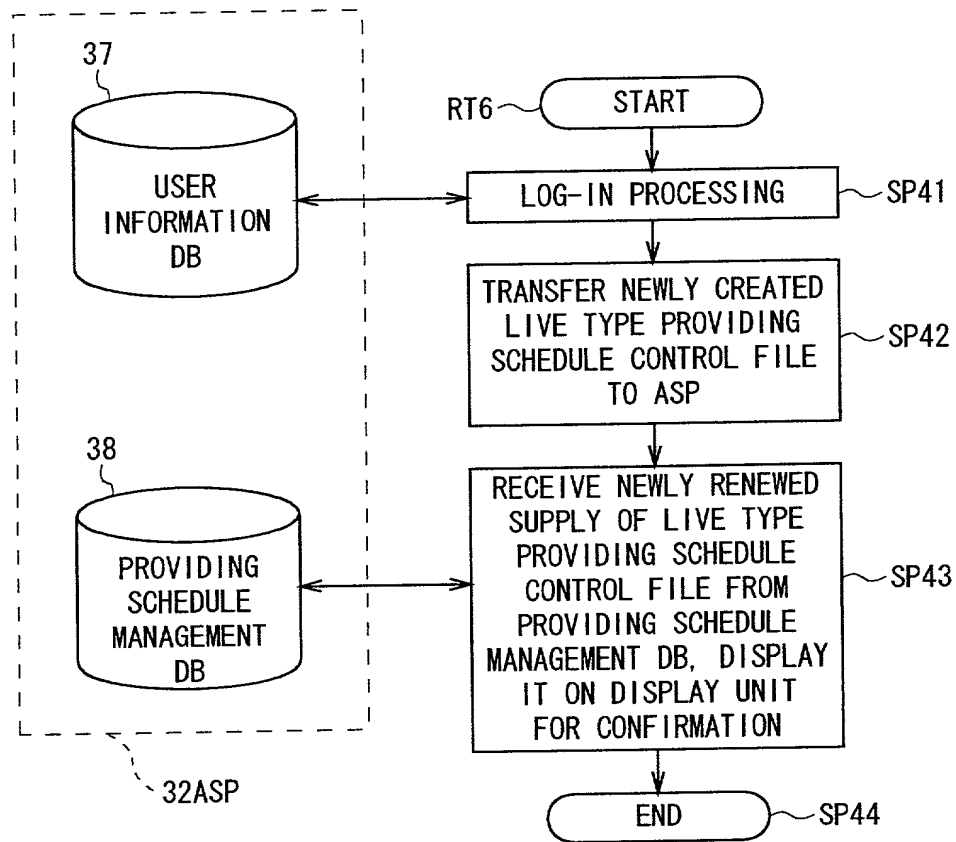 37
USER
INFORMATION
DB
38
PROVIDING
SCHEDULE
MANAGEMENT
DB
32ASP
RT6
START
LOG-IN PROCESSING
SP41
TRANSFER NEWLY CREATED
LIVE TYPE PROVIDING
SCHEDULE CONTROL FILE
TO ASP
SP42
RECEIVE NEWLY RENEWED
SUPPLY OF LIVE TYPE
PROVIDING SCHEDULE
CONTROL FILE FROM
PROVIDING SCHEDULE
MANAGEMENT DB, DISPLAY
IT ON DISPLAY UNIT
FOR CONFIRMATION
SP43
END
SP44